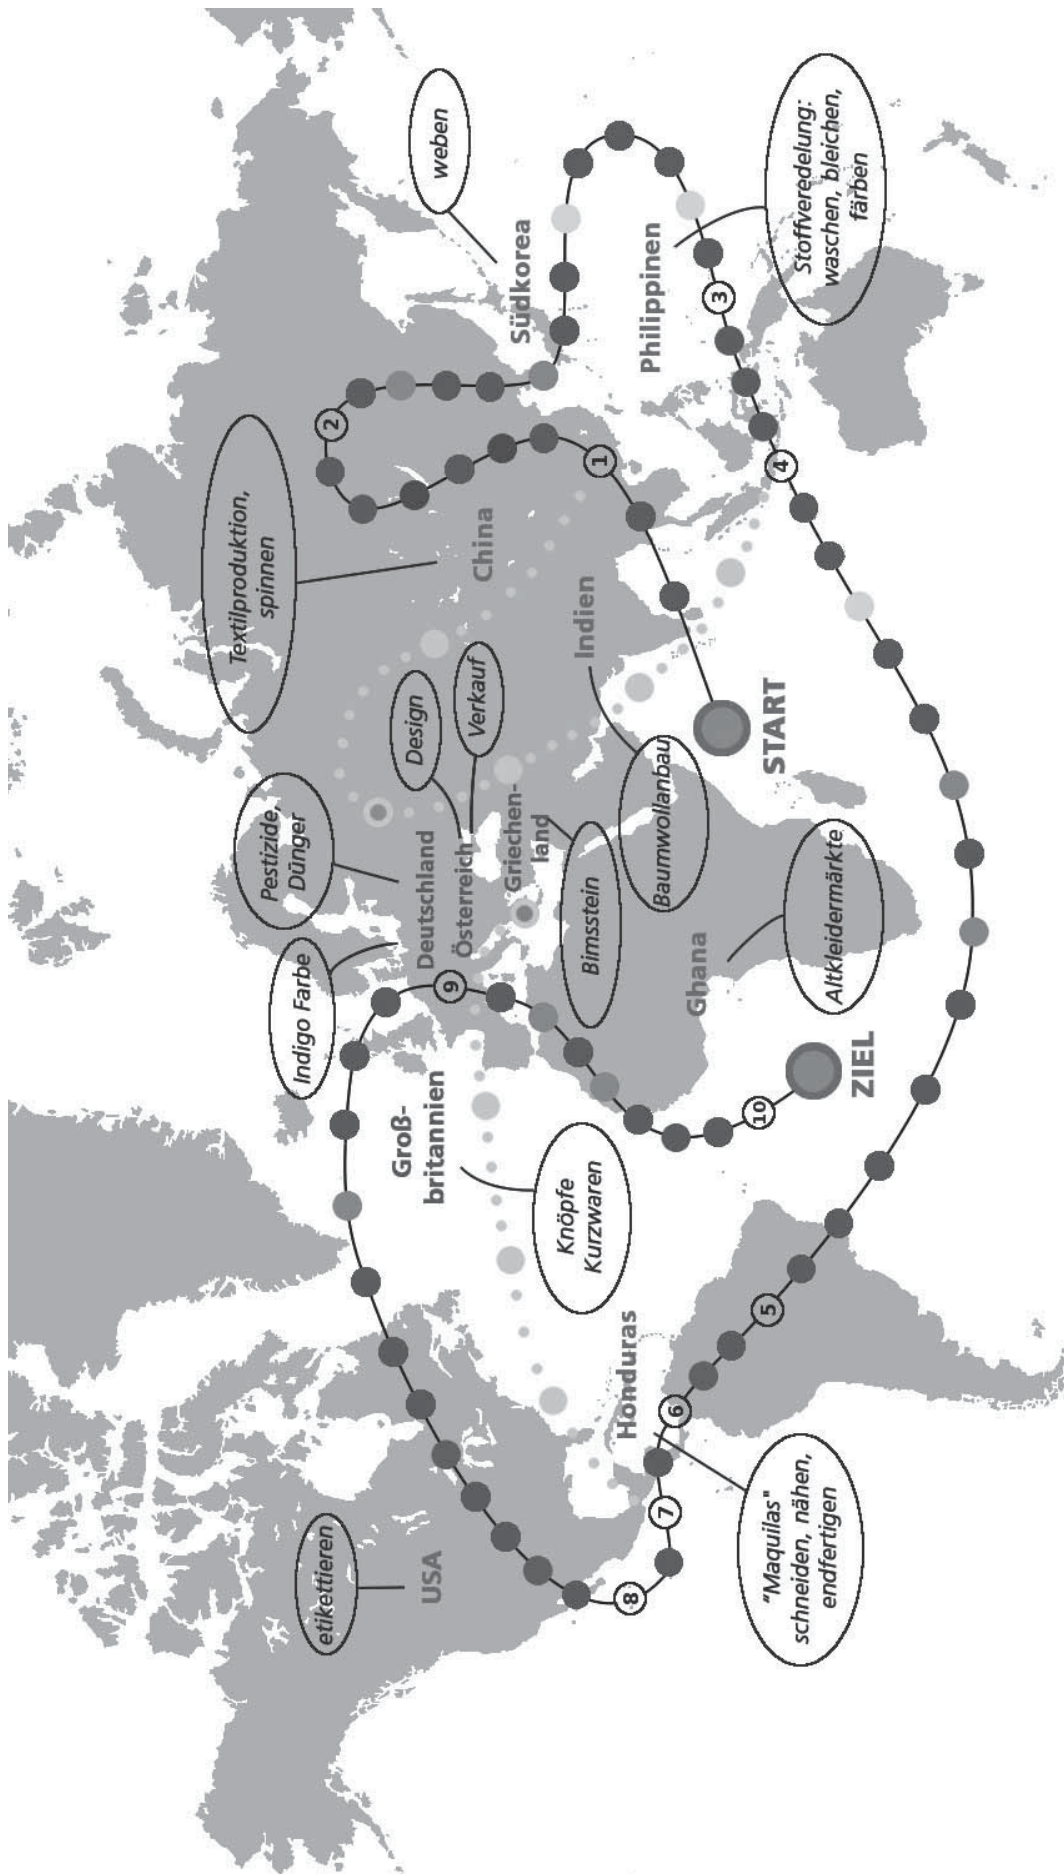 etikettieren
USA
"Maquilas"
schneiden, nähen,
endfertigen
8
7
6
Honduras
5
Knöpfe
Kurzwaren
Groß-
britannien
Indigo Farbe
9
10
ZIEL
Pestizide,
Dünger
Deutschland
Österreich
Design
Verkauf
Griechen-
land
Bimsstein
Ghana
Altkleidermärkte
Baumwollanbau
START
Indien
Textilproduktion,
spinnen
China
1
2
4
3
weben
Südkorea
Philippinen
Stoffveredelung:
waschen, bleichen,
färben